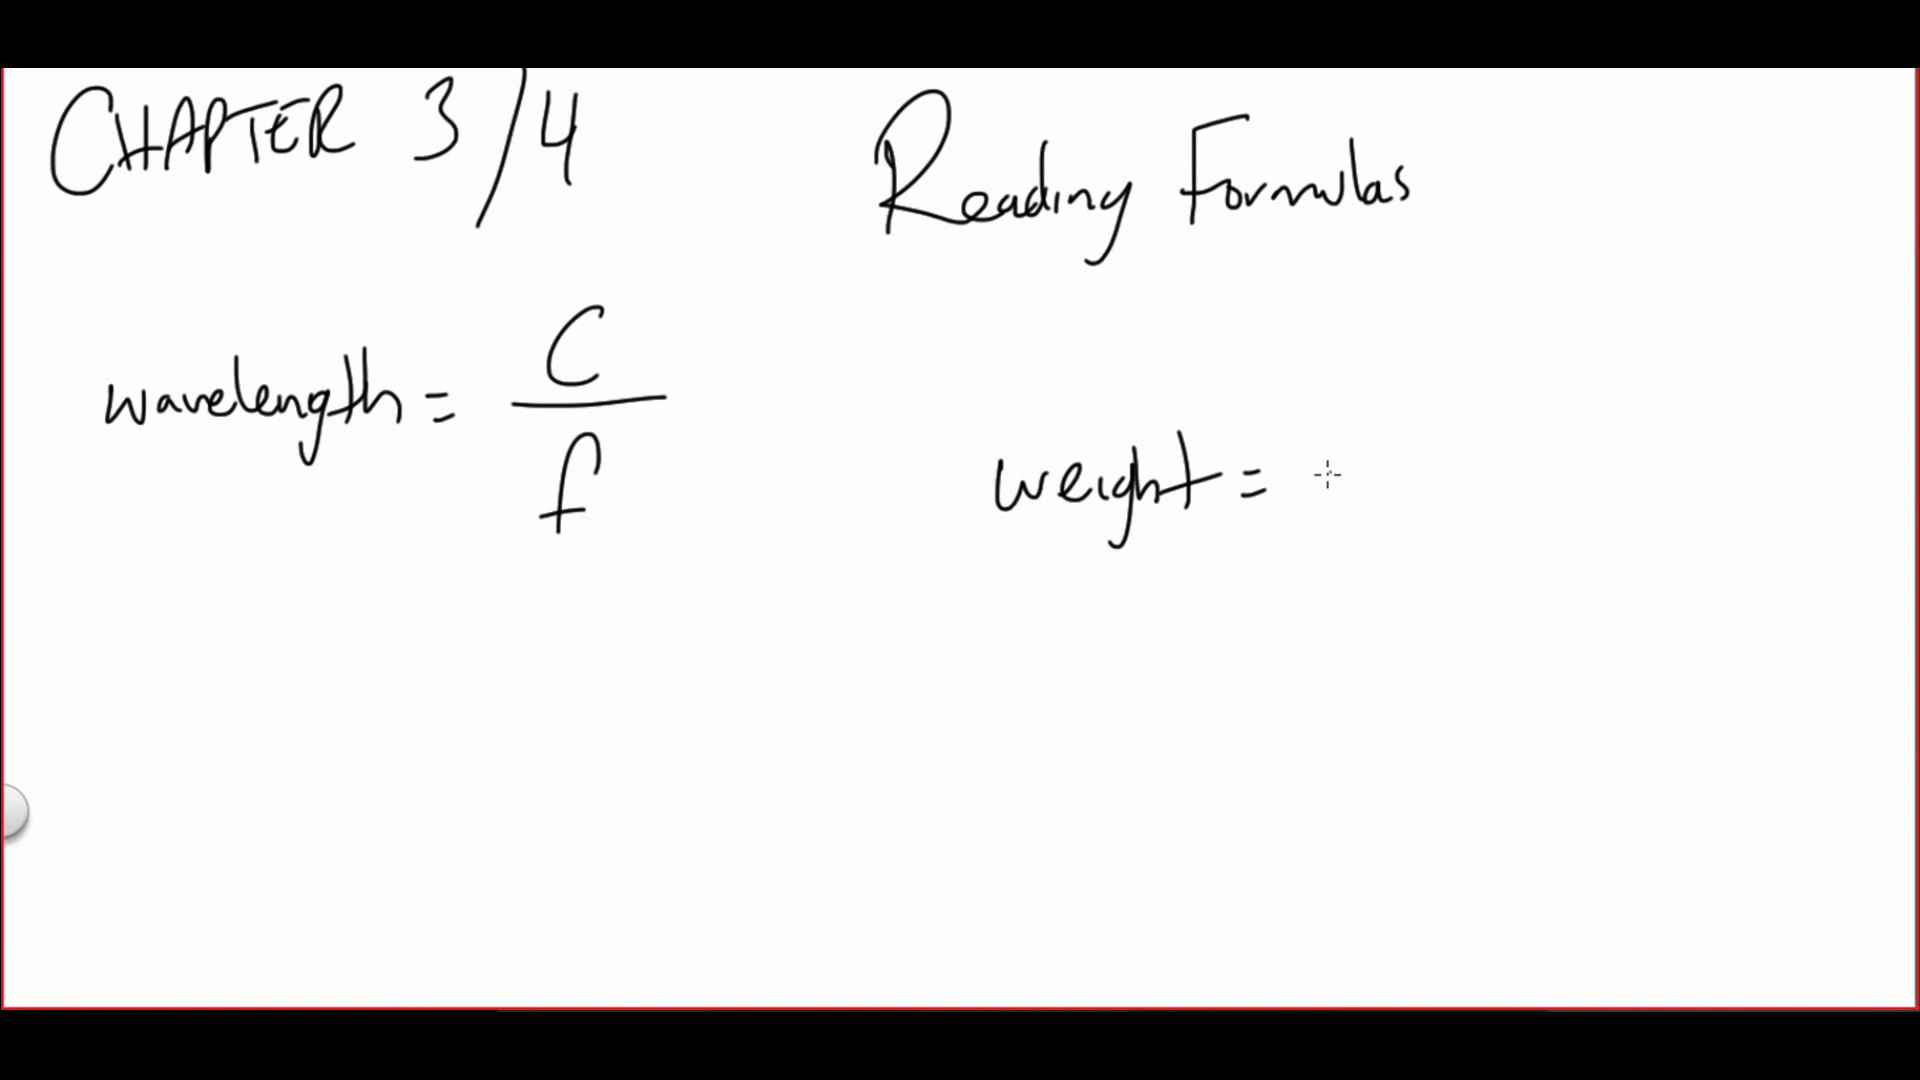 CHAPTER 3/4
Reading Formulas
wavelength = C/f
weight =